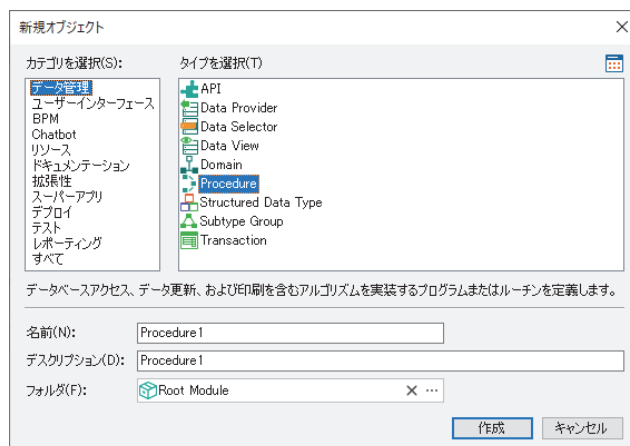 新規オブジェクト
カテゴリを選択(S):
データ管理
ユーザーインターフェース
BPM
Chatbot
リソース
ドキュメンテーション
拡張性
スーパーアプリ
デプロイ
テスト
レポーティング
すべて
タイプを選択(T)
API
Data Provider
Data Selector
Data View
Domain
Procedure
Structured Data Type
Subtype Group
Transaction
データベースアクセス、データ更新、および印刷を含むアルゴリズムを実装するプログラムまたはルーチンを定義します。
名前(N): Procedure1
デスクリプション(D): Procedure1
フォルダ(F): Root Module
作成 キャンセル